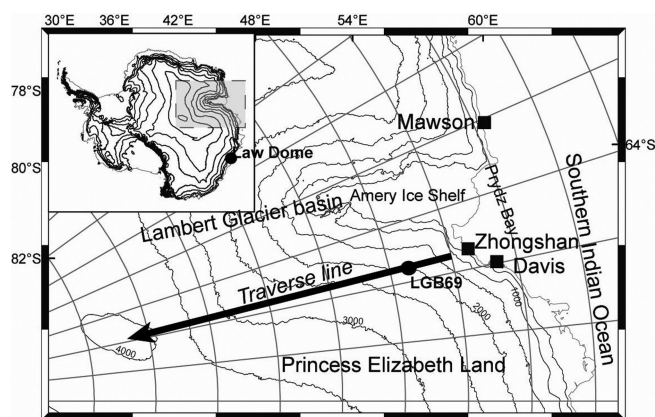 30°E 36°E 42°E 54°E 60°E
78°S
80°S
82°S
64°S
Law Dome
Mawson
Prydz Bay
Southern Indian Ocean
Amery Ice Shelf
Lambert Glacier basin
Zhongshan
Davis
Traverse line
LGB69
1000
2000
3000
4000
Princess Elizabeth Land